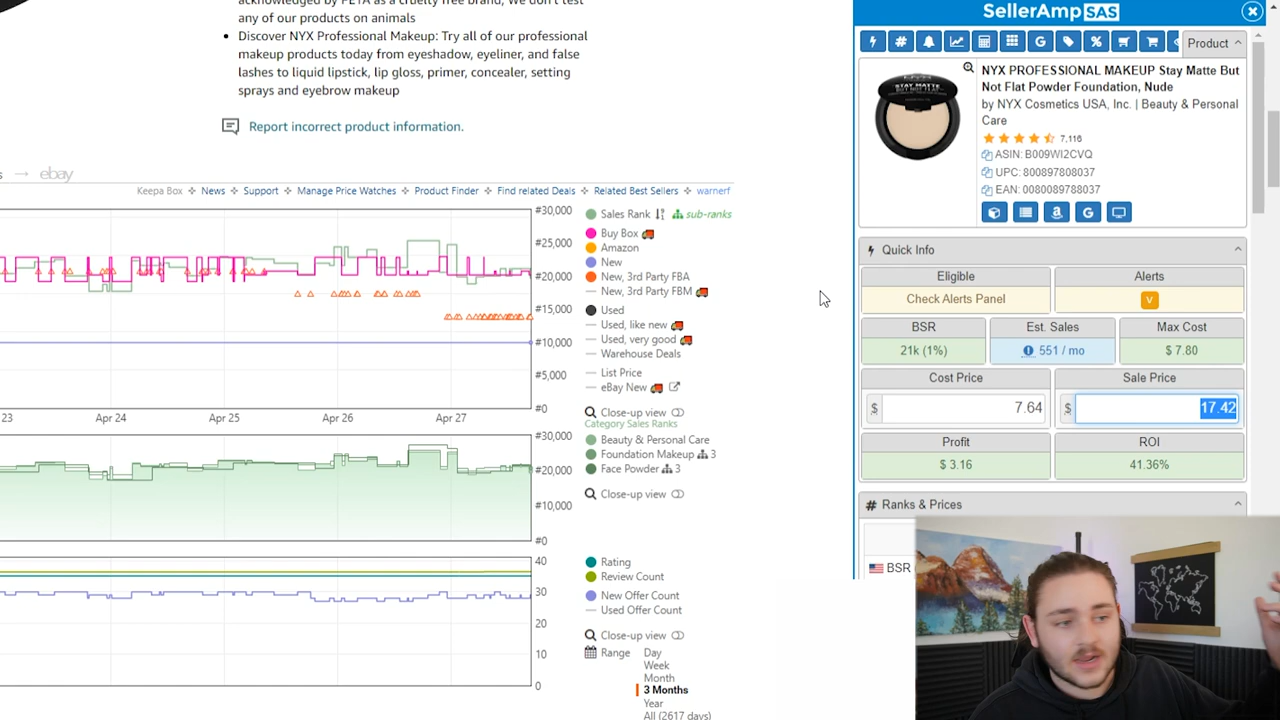 acknowledged by PETA as a cruelty free brand, We don't test
any of our products on animals
Discover NYX Professional Makeup: Try all of our professional
makeup products today from eyeshadow, eyeliner, and false
lashes to liquid lipstick, lip gloss, primer, concealer, setting
sprays and eyebrow makeup
Report incorrect product information.
ebay
Keepa Box
News
Support
Manage Price Watches
Product Finder
Find related Deals
Related Best Sellers
warnerf
#30,000
#25,000
#20,000
#15,000
#10,000
#5,000
#0
23
Apr 24
Apr 25
Apr 26
Apr 27
Sales Rank
sub-ranks
Buy Box
Amazon
New
New, 3rd Party FBA
New, 3rd Party FBM
Used
Used, like new
Used, very good
Warehouse Deals
List Price
eBay New
Close-up view
Category Sales Ranks
#30,000
#20,000
#10,000
#0
Beauty & Personal Care
Foundation Makeup 3
Face Powder 3
Close-up view
40
30
20
10
0
Rating
Review Count
New Offer Count
Used Offer Count
Close-up view
Range
Day
Week
Month
3 Months
Year
All (2617 days)
SellerAmp SAS
Product
NYX PROFESSIONAL MAKEUP Stay Matte But
Not Flat Powder Foundation, Nude
by NYX Cosmetics USA, Inc. | Beauty & Personal
Care
7,116
ASIN: B009WI2CVQ
UPC: 800897808037
EAN: 0080089788037
Quick Info
Eligible
Alerts
Check Alerts Panel
V
BSR
Est. Sales
Max Cost
21k (1%)
551 / mo
$ 7.80
Cost Price
Sale Price
$ 7.64
$ 17.42
Profit
ROI
$ 3.16
41.36%
Ranks & Prices
BSR